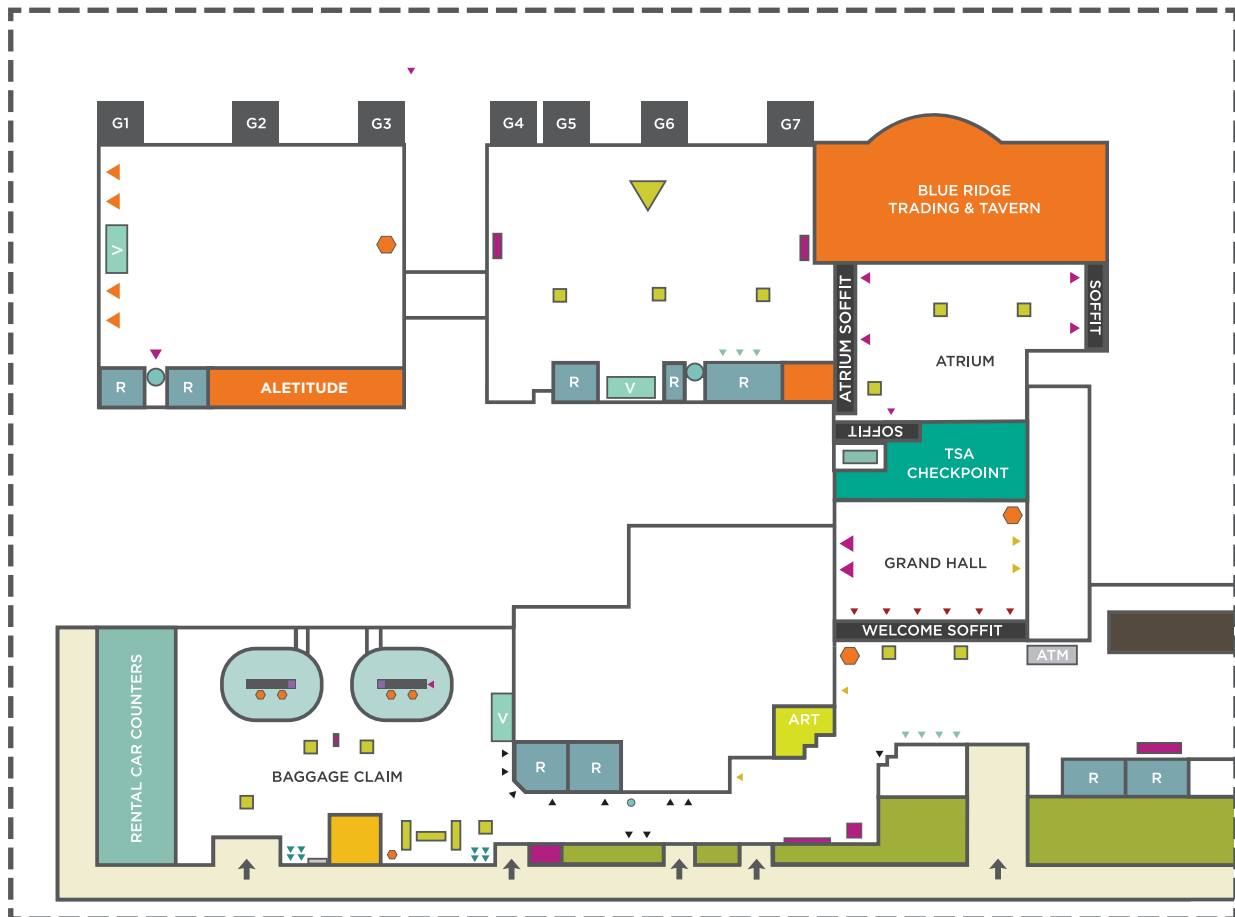 G1
G2
G3
G4
G5
G6
G7
BLUE RIDGE
TRADING & TAVERN
V
ATRIUM SOFFIT
SOFFIT
ATRIUM
R
R
ALETITUDE
R
V
R
R
SOFFIT
TSA
CHECKPOINT
GRAND HALL
WELCOME SOFFIT
ATM
RENTAL CAR COUNTERS
V
ART
R
R
BAGGAGE CLAIM
R
R